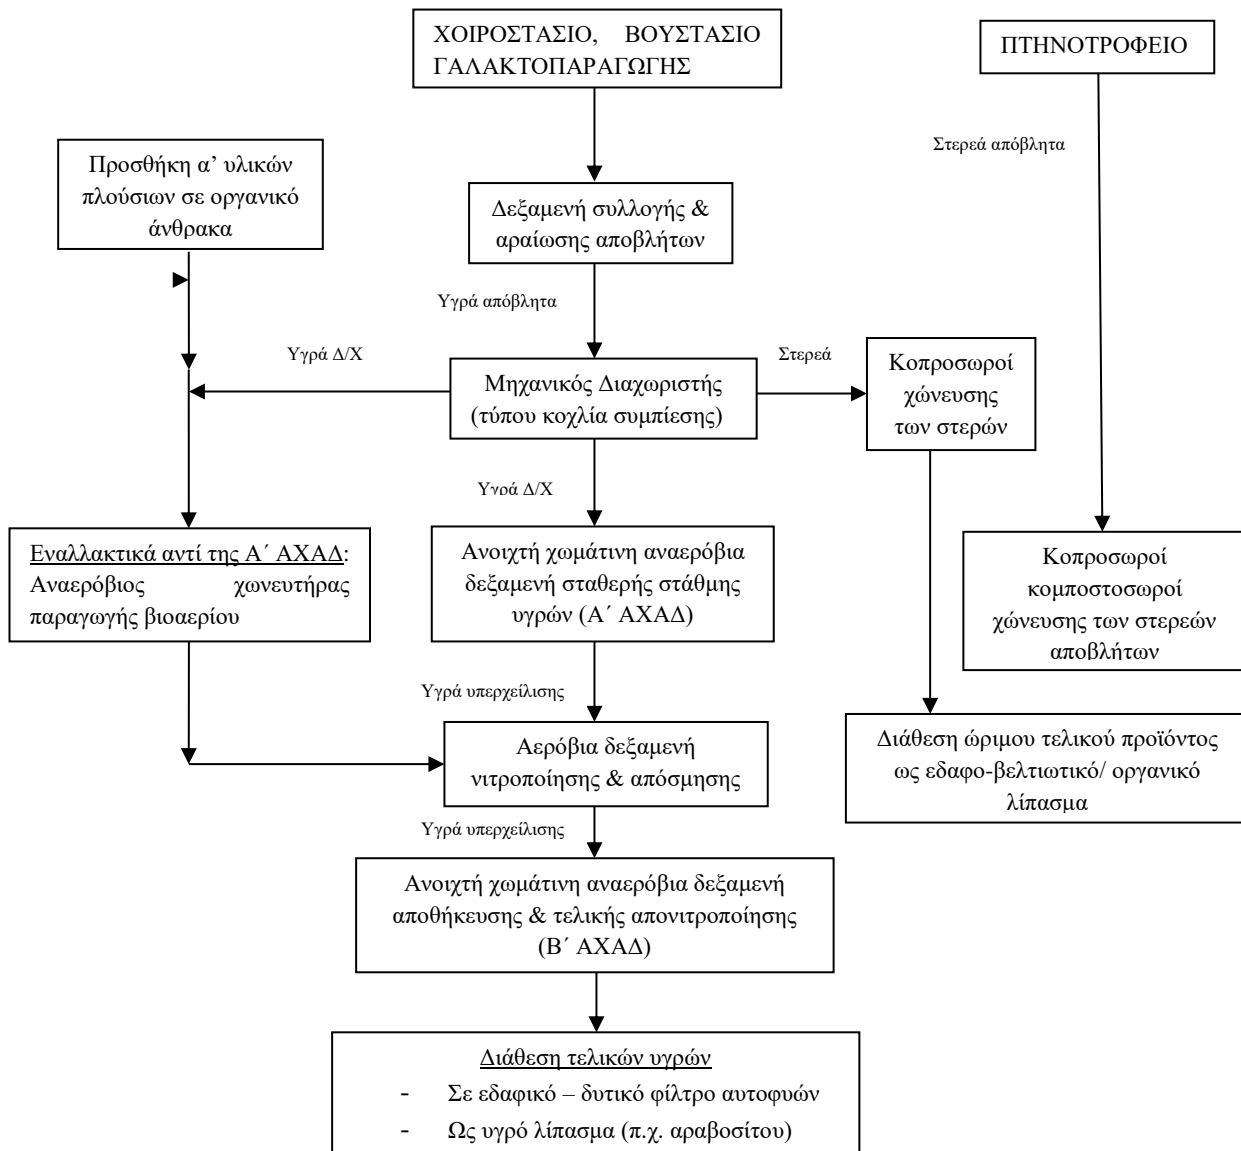 ΧΟΙΡΟΣΤΑΣΙΟ, ΒΟΥΣΤΑΣΙΟ
ΓΑΛΑΚΤΟΠΑΡΑΓΩΓΗΣ
ΠΤΗΝΟΤΡΟΦΕΙΟ
Στερεά απόβλητα
Προσθήκη α’ υλικών
πλούσιων σε οργανικό
άνθρακα
Δεξαμενή συλλογής &
αραίωσης αποβλήτων
Υγρά απόβλητα
Υγρά Δ/Χ
Μηχανικός Διαχωριστής
(τύπου κοχλία συμπίεσης)
Στερεά
Κοπροσωροί
χώνευσης
των στερών
Υγρά Δ/Χ
Εναλλακτικά αντί της Α΄ ΑΧΑΔ:
Αναερόβιος χωνευτήρας
παραγωγής βιοαερίου
Ανοιχτή χωμάτινη αναερόβια
δεξαμενή σταθερής στάθμης
υγρών (Α΄ ΑΧΑΔ)
Κοπροσωροί
κομποστοσωροί
χώνευσης των στερεών
αποβλήτων
Υγρά υπερχείλισης
Αερόβια δεξαμενή
νιτροποίησης & απόσμησης
Διάθεση ώριμου τελικού προϊόντος
ως εδαφο-βελτιωτικό/ οργανικό
λίπασμα
Υγρά υπερχείλισης
Ανοιχτή χωμάτινη αναερόβια δεξαμενή
αποθήκευσης & τελικής απονιτροποίησης
(Β΄ ΑΧΑΔ)
Διάθεση τελικών υγρών
- Σε εδαφικό – δυτικό φίλτρο αυτοφυών
- Ως υγρό λίπασμα (π.χ. αραβοσίτου)